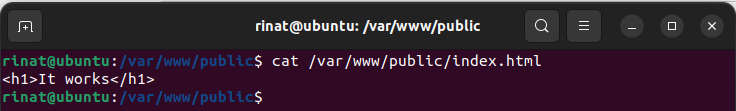 rinat@ubuntu: /var/www/public
rinat@ubuntu:/var/www/public$ cat /var/www/public/index.html
<h1>It works</h1>
rinat@ubuntu:/var/www/public$